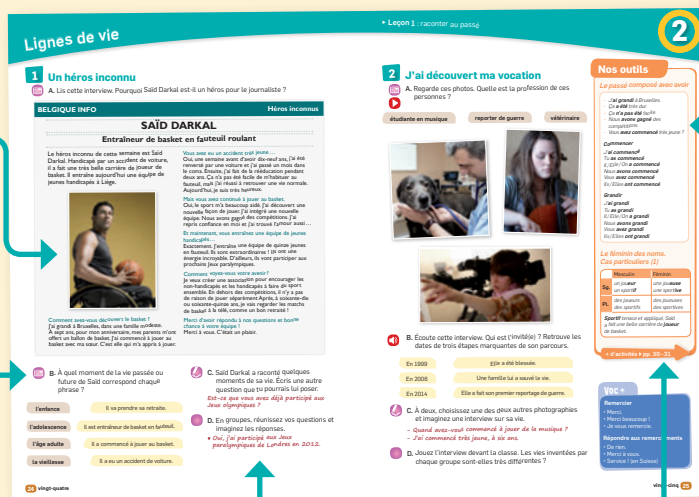 Lignes de vie
▸ Leçon 1 : raconter au passé
2
1 Un héros inconnu
A. Lis cette interview. Pourquoi Saïd Darkal est-il un héros pour le journaliste ?
BELGIQUE INFO Héros inconnus
SAÏD DARKAL
Entraîneur de basket en fauteuil roulant
Le héros inconnu de cette semaine est Saïd
Darkal. Handicapé par un accident de voiture,
il a fait une très belle carrière de joueur de
basket. Il entraîne aujourd'hui une équipe de
jeunes handicapés à Liège.
Comment avez-vous découvert le basket ?
J'ai grandi à Bruxelles, dans une famille modeste.
À sept ans, pour mon anniversaire, mes parents m'ont
offert un ballon de basket. J'ai commencé à jouer au
basket avec ma sœur. C'est elle qui m'a appris à jouer.
Vous avez eu un accident très jeune…
Oui, une semaine avant d'avoir dix-neuf ans, j'ai été
renversé par une voiture et j'ai passé un mois dans
le coma. Ensuite, j'ai fait de la rééducation pendant
deux ans. Ça n'a pas été facile de m'habituer au
fauteuil, mais j'ai réussi à retrouver une vie normale.
Aujourd'hui, je suis très heureux.
Mais vous avez continué à jouer au basket.
Oui, le sport m'a beaucoup aidé. J'ai découvert une
nouvelle façon de jouer. J'ai intégré une nouvelle
équipe. Nous avons gagné des compétitions. J'ai
repris confiance en moi et j'ai trouvé l'amour aussi…
Et maintenant, vous entraînez une équipe de jeunes
handicapés…
Exactement. J'entraîne une équipe de quinze jeunes
en fauteuil. Ils sont extraordinaires ! Ils ont une
énergie incroyable. D'ailleurs, ils vont participer aux
prochains Jeux paralympiques.
Comment voyez-vous votre avenir ?
Je veux créer une association pour encourager les
non-handicapés et les handicapés à faire du sport
ensemble. En dehors des compétitions, il n'y a pas
de raison de jouer séparément. Après, à soixante-dix
ou soixante-quinze ans, je vais regarder les matchs
de basket à la télé, comme un bon retraité !
Merci d'avoir répondu à nos questions et bonne
chance à votre équipe !
Merci à vous. C'était un plaisir.
B. À quel moment de la vie passée ou
future de Saïd correspond chaque
phrase ?
l'enfance Il va prendre sa retraite.
l'adolescence Il est entraîneur de basket en fauteuil.
l'âge adulte Il a commencé à jouer au basket.
la vieillesse Il a eu un accident de voiture.
C. Saïd Darkal a raconté quelques
moments de sa vie. Écris une autre
question que tu pourrais lui poser.
Est-ce que vous avez déjà participé aux
Jeux olympiques ?
D. En groupes, réunissez vos questions et
imaginez les réponses.
• Oui, j'ai participé aux Jeux
paralympiques de Londres en 2012.
24 vingt-quatre
2 J'ai découvert ma vocation
A. Regarde ces photos. Quelle est la profession de ces
personnes ?
étudiante en musique reporter de guerre vétérinaire
B. Écoute cette interview. Qui est l'invité(e) ? Retrouve les
dates de trois étapes marquantes de son parcours.
En 1999 Elle a été blessée.
En 2008 Une famille lui a sauvé la vie.
En 2014 Elle a fait son premier reportage de guerre.
C. À deux, choisissez une des deux autres photographies
et imaginez une interview sur sa vie.
- Quand avez-vous commencé à jouer de la musique ?
- J'ai commencé très jeune, à six ans.
D. Jouez l'interview devant la classe. Les vies inventées par
chaque groupe sont-elles très différentes ?
Nos outils
Le passé composé avec avoir
- J'ai grandi à Bruxelles.
- Ça a été très dur
- Ça n'a pas été facile
- Nous avons gagné des
compétitions.
- Vous avez commencé très jeune ?
Commencer
J'ai commencé
Tu as commencé
Il/Elle/On a commencé
Nous avons commencé
Vous avez commencé
Ils/Elles ont commencé
Grandir
J'ai grandi
Tu as grandi
Il/Elle/On a grandi
Nous avons grandi
Vous avez grandi
Ils/Elles ont grandi
Le féminin des noms.
Cas particuliers (1)
Masculin Féminin
Sg. un joueur une joueuse
un sportif une sportive
Pl. des joueurs des joueuses
des sportifs des sportives
Sportif tenace et appliqué, Saïd
a fait une belle carrière de joueur
de basket.
+ d'activités ▸ pp. 30-31
Voc +
Remercier
- Merci.
- Merci beaucoup !
- Je vous remercie.
Répondre aux remerciements
- De rien.
- Merci à vous.
- Service ! (en Suisse)
vingt-cinq 25